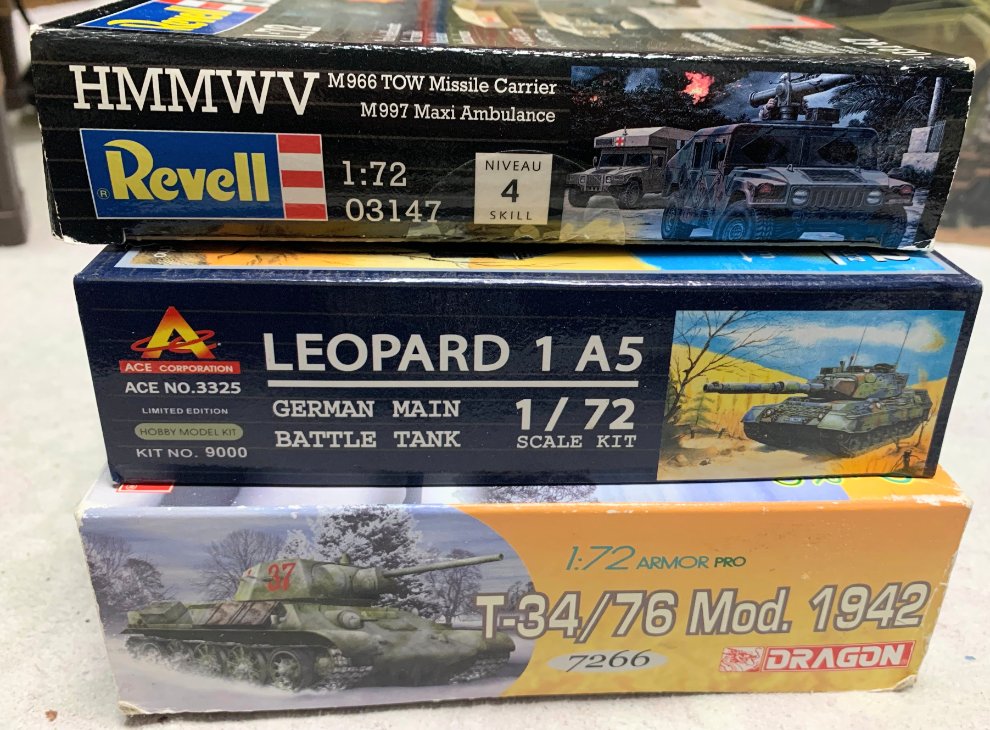 Revell
HMMWV
M966 TOW Missile Carrier
M997 Maxi Ambulance
® Revell
1:72
03147
NIVEAU
4
SKILL
ACE CORPORATION
ACE NO.3325
LIMITED EDITION
HOBBY MODEL KIT
KIT NO. 9000
LEOPARD 1 A5
GERMAN MAIN
BATTLE TANK
1/72
SCALE KIT
37
1:72 ARMOR PRO
T-34/76 Mod. 1942
7266
DRAGON